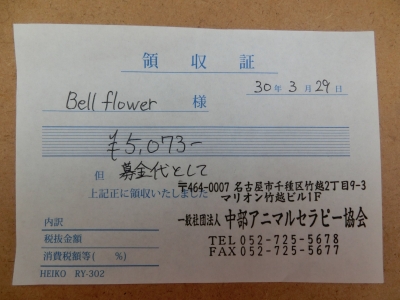 領収証
30年 3月 29日
Bell flower 様
¥5,073-
但 募金代として
上記正に領収いたしました
〒464-0007 名古屋市千種区竹越2丁目9-3
マリオン竹越ビル1F
一般社団法人 中部アニマルセラピー協会
TEL 052-725-5678
FAX 052-725-5677
内訳
税抜金額
消費税額等( %)
HEIKO RY-302